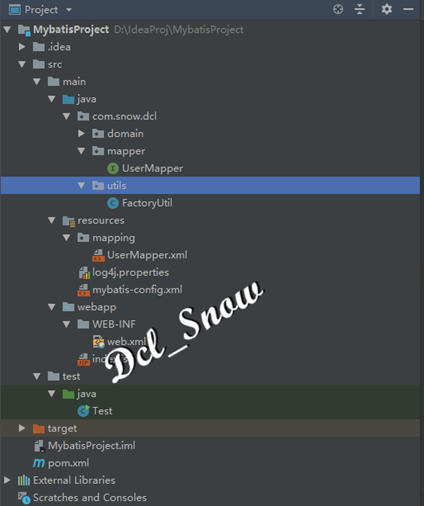 Project
MybatisProject D:\IdeaProj\MybatisProject
.idea
src
main
java
com.snow.dcl
domain
mapper
UserMapper
utils
FactoryUtil
resources
mapping
UserMapper.xml
log4j.properties
mybatis-config.xml
webapp
WEB-INF
web.xml
Dcl_Snow
test
java
Test
target
MybatisProject.iml
pom.xml
External Libraries
Scratches and Consoles